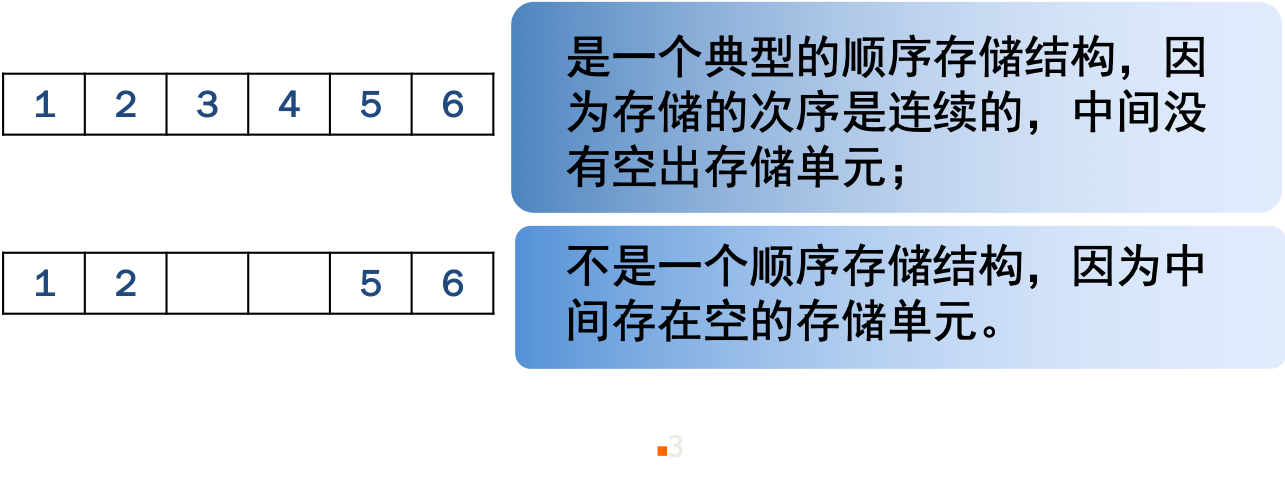 1 2 3 4 5 6
是一个典型的顺序存储结构，因
为存储的次序是连续的，中间没
有空出存储单元；
1 2 5 6
不是一个顺序存储结构，因为中
间存在空的存储单元。
3